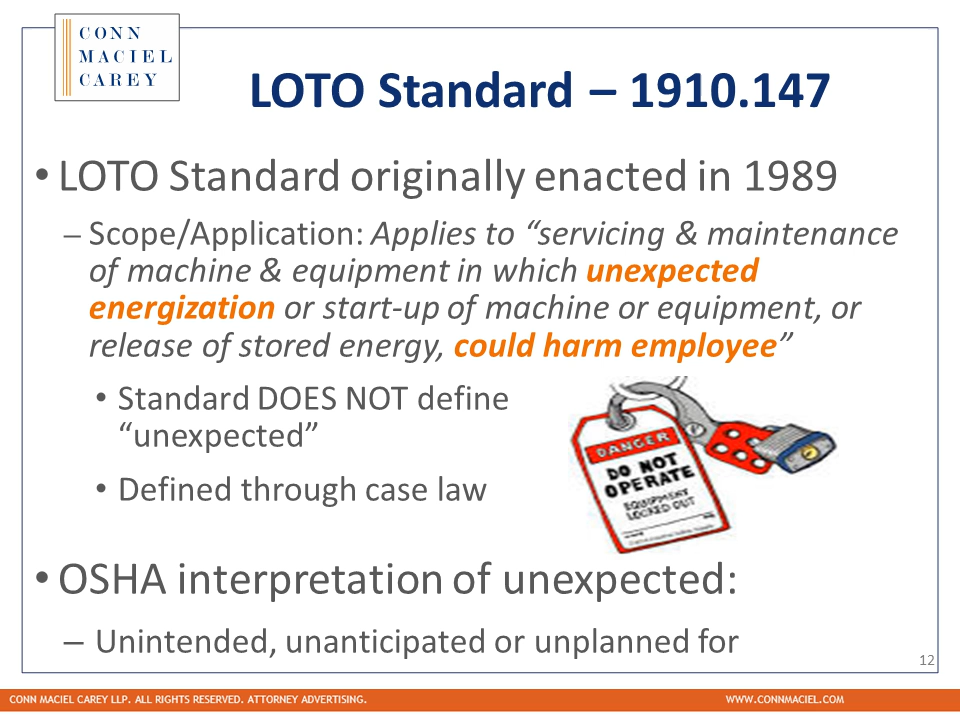 CONN
MACIEL
CAREY
LOTO Standard – 1910.147
• LOTO Standard originally enacted in 1989
– Scope/Application: Applies to “servicing & maintenance
of machine & equipment in which unexpected
energization or start-up of machine or equipment, or
release of stored energy, could harm employee”
• Standard DOES NOT define
“unexpected”
• Defined through case law
DANGER
DO NOT
OPERATE
EQUIPMENT
LOCKED OUT
• OSHA interpretation of unexpected:
– Unintended, unanticipated or unplanned for
12
CONN MACIEL CAREY LLP. ALL RIGHTS RESERVED. ATTORNEY ADVERTISING.
WWW.CONNMACIEL.COM